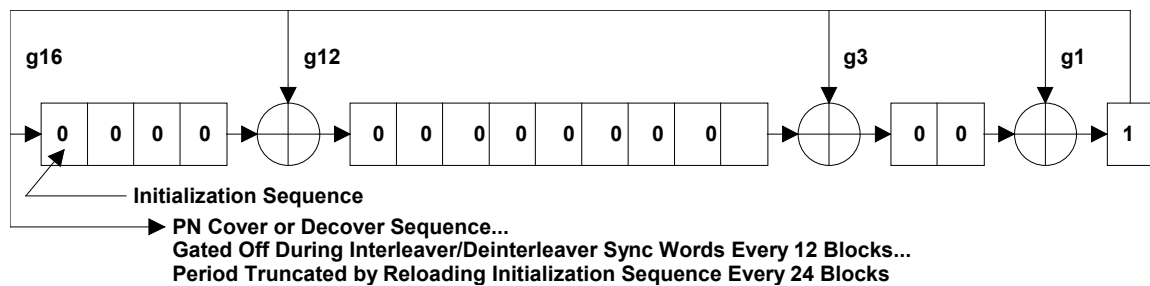 g16 g12 g3 g1
0 0 0 0 0 0 0 0 0 0 0 0 0 0 1
Initialization Sequence
PN Cover or Decover Sequence...
Gated Off During Interleaver/Deinterleaver Sync Words Every 12 Blocks...
Period Truncated by Reloading Initialization Sequence Every 24 Blocks